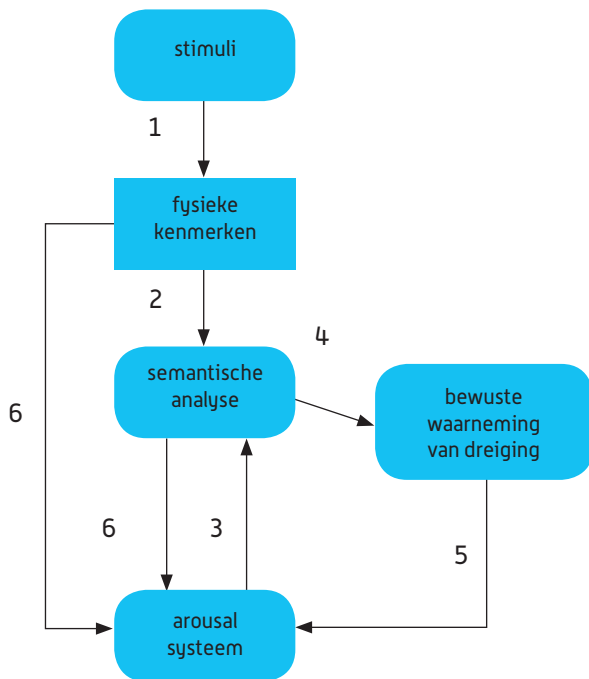 stimuli
1
fysieke
kenmerken
2
4
semantische
analyse
bewuste
waarneming
van dreiging
6
6
3
5
arousal
systeem